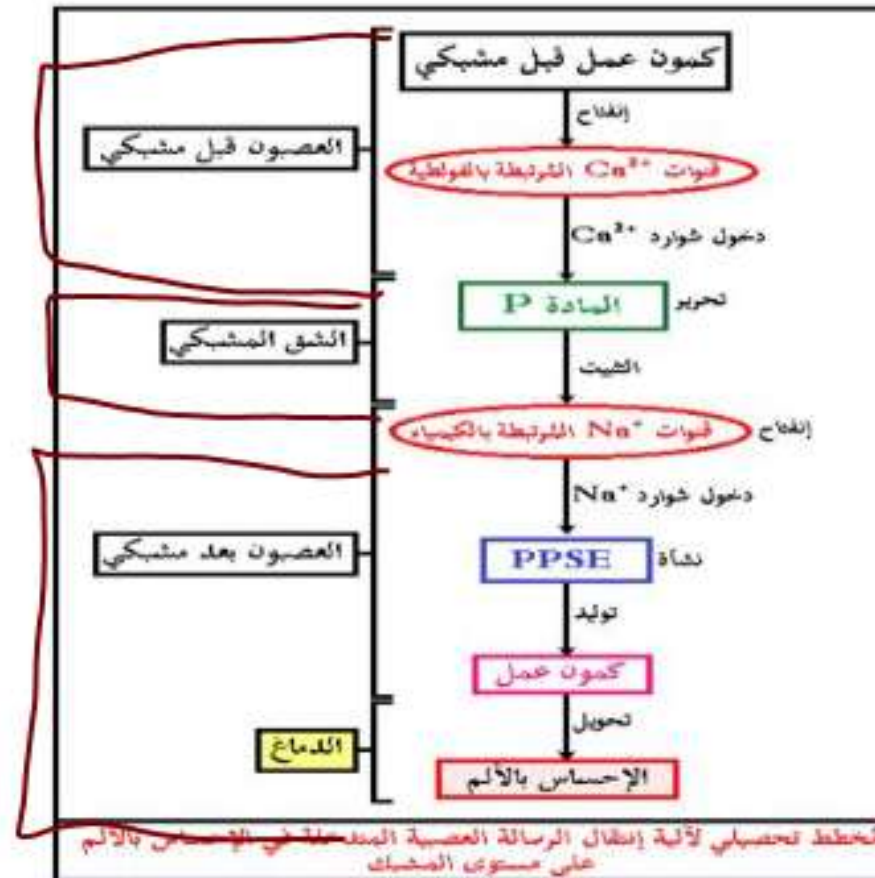 كمون عمل قبل مشبكي
إنفتاح
العصبون قبل مشبكي
قنوات Ca²⁺ المرتبطة بالفولطية
دخول شوارد Ca²⁺
المادة P
تحرير
الشق المشبكي
التثبيت
قنوات Na⁺ المرتبطة بالكيمياء
إنفتاح
دخول شوارد Na⁺
العصبون بعد مشبكي
PPSE
نشأة
توليد
كمون عمل
تحويل
الدماغ
الإحساس بالألم
مخطط تحصيلي لآلية إنتقال الرسالة العصبية المتدخلة في الإحساس بالألم
على مستوى المشبك